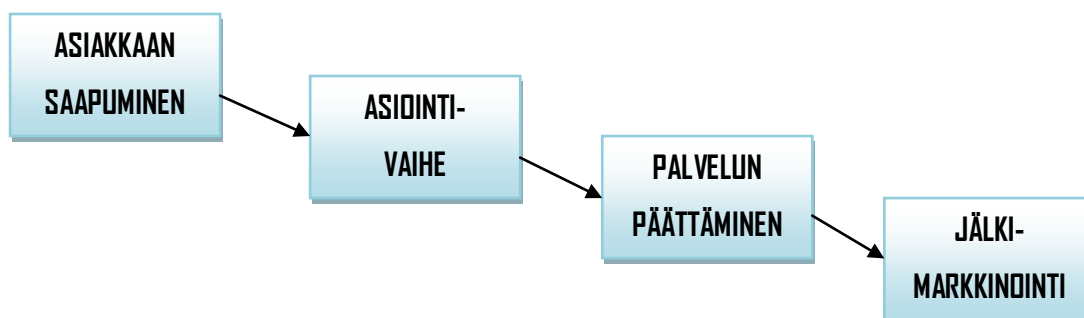 ASIAKKAAN
SAAPUMINEN
ASIOINTI-
VAIHE
PALVELUN
PÄÄTTÄMINEN
JÄLKI-
MARKKINOINTI